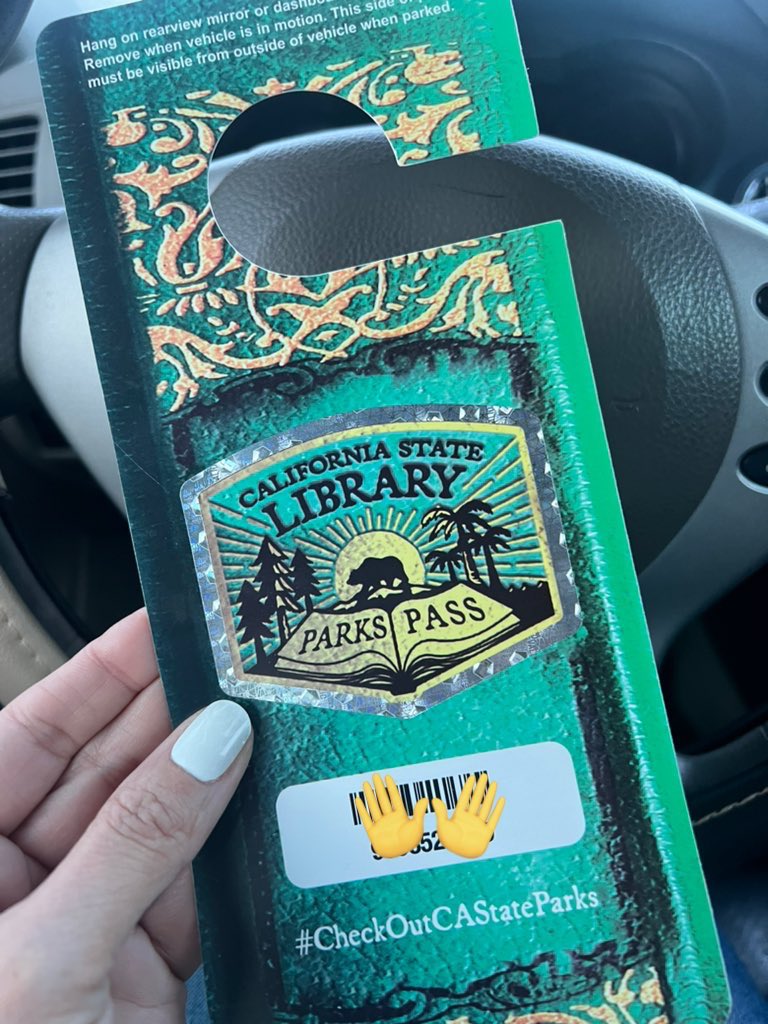 Hang on rearview mirror or
Remove when vehicle is in motion. This side
must be visible from outside of vehicle when parked.
CALIFORNIA STATE
LIBRARY
PARKS PASS
#CheckOutCAStateParks